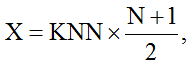 X = KNN × N + 1 / 2,